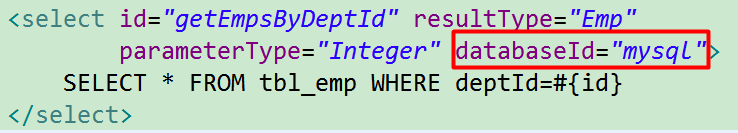 <select id="getEmpsByDeptId" resultType="Emp"
parameterType="Integer" databaseId="mysql">
SELECT * FROM tbl_emp WHERE deptId=#{id}
</select>